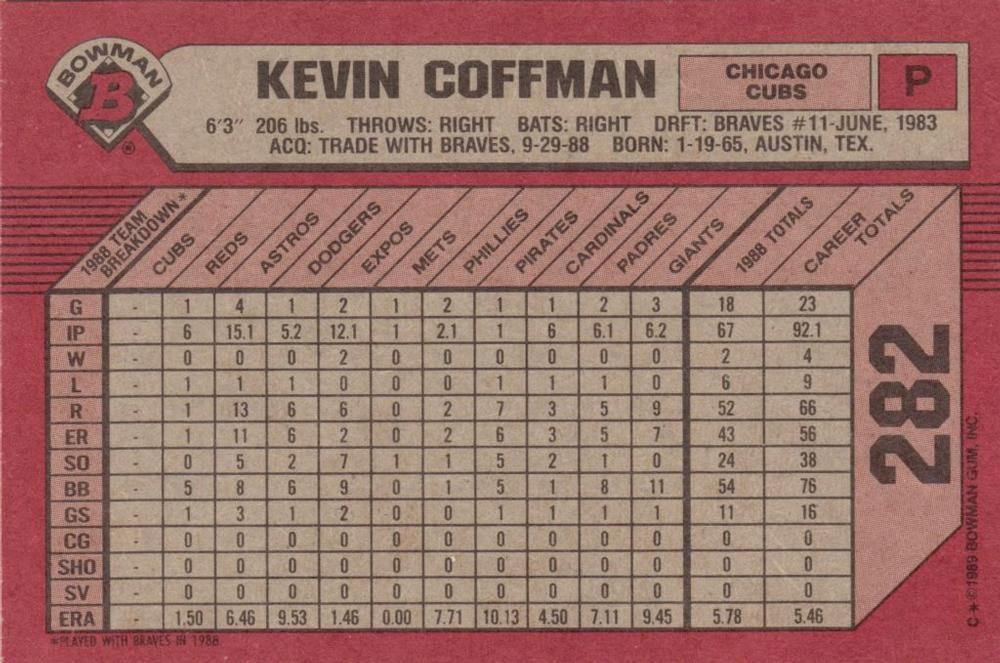 BOWMAN
B
®
KEVIN COFFMAN
CHICAGO
CUBS
P
6'3" 206 lbs. THROWS: RIGHT BATS: RIGHT DRFT: BRAVES #11-JUNE, 1983
ACQ: TRADE WITH BRAVES, 9-29-88 BORN: 1-19-65, AUSTIN, TEX.
1988 TEAM
BREAKDOWN*
CUBS REDS ASTROS DODGERS EXPOS METS PHILLIES PIRATES CARDINALS PADRES GIANTS 1988 TOTALS CAREER TOTALS
G - 1 4 1 2 1 2 1 1 2 3 18 23
IP - 6 15.1 5.2 12.1 1 2.1 1 6 6.1 6.2 67 92.1
W - 0 0 0 2 0 0 0 0 0 0 2 4
L - 1 1 1 0 0 0 1 1 1 0 6 9
R - 1 13 6 6 0 2 7 3 5 9 52 66
ER - 1 11 6 2 0 2 6 3 5 7 43 56
SO - 0 5 2 7 1 1 5 2 1 0 24 38
BB - 5 8 6 9 0 1 5 1 8 11 54 76
GS - 1 3 1 2 0 0 1 1 1 1 11 16
CG - 0 0 0 0 0 0 0 0 0 0 0 0
SHO - 0 0 0 0 0 0 0 0 0 0 0 0
SV - 0 0 0 0 0 0 0 0 0 0 0 0
ERA - 1.50 6.46 9.53 1.46 0.00 7.71 10.13 4.50 7.11 9.45 5.78 5.46
*PLAYED WITH BRAVES IN 1988
282
C*©1989 BOWMAN GUM, INC.